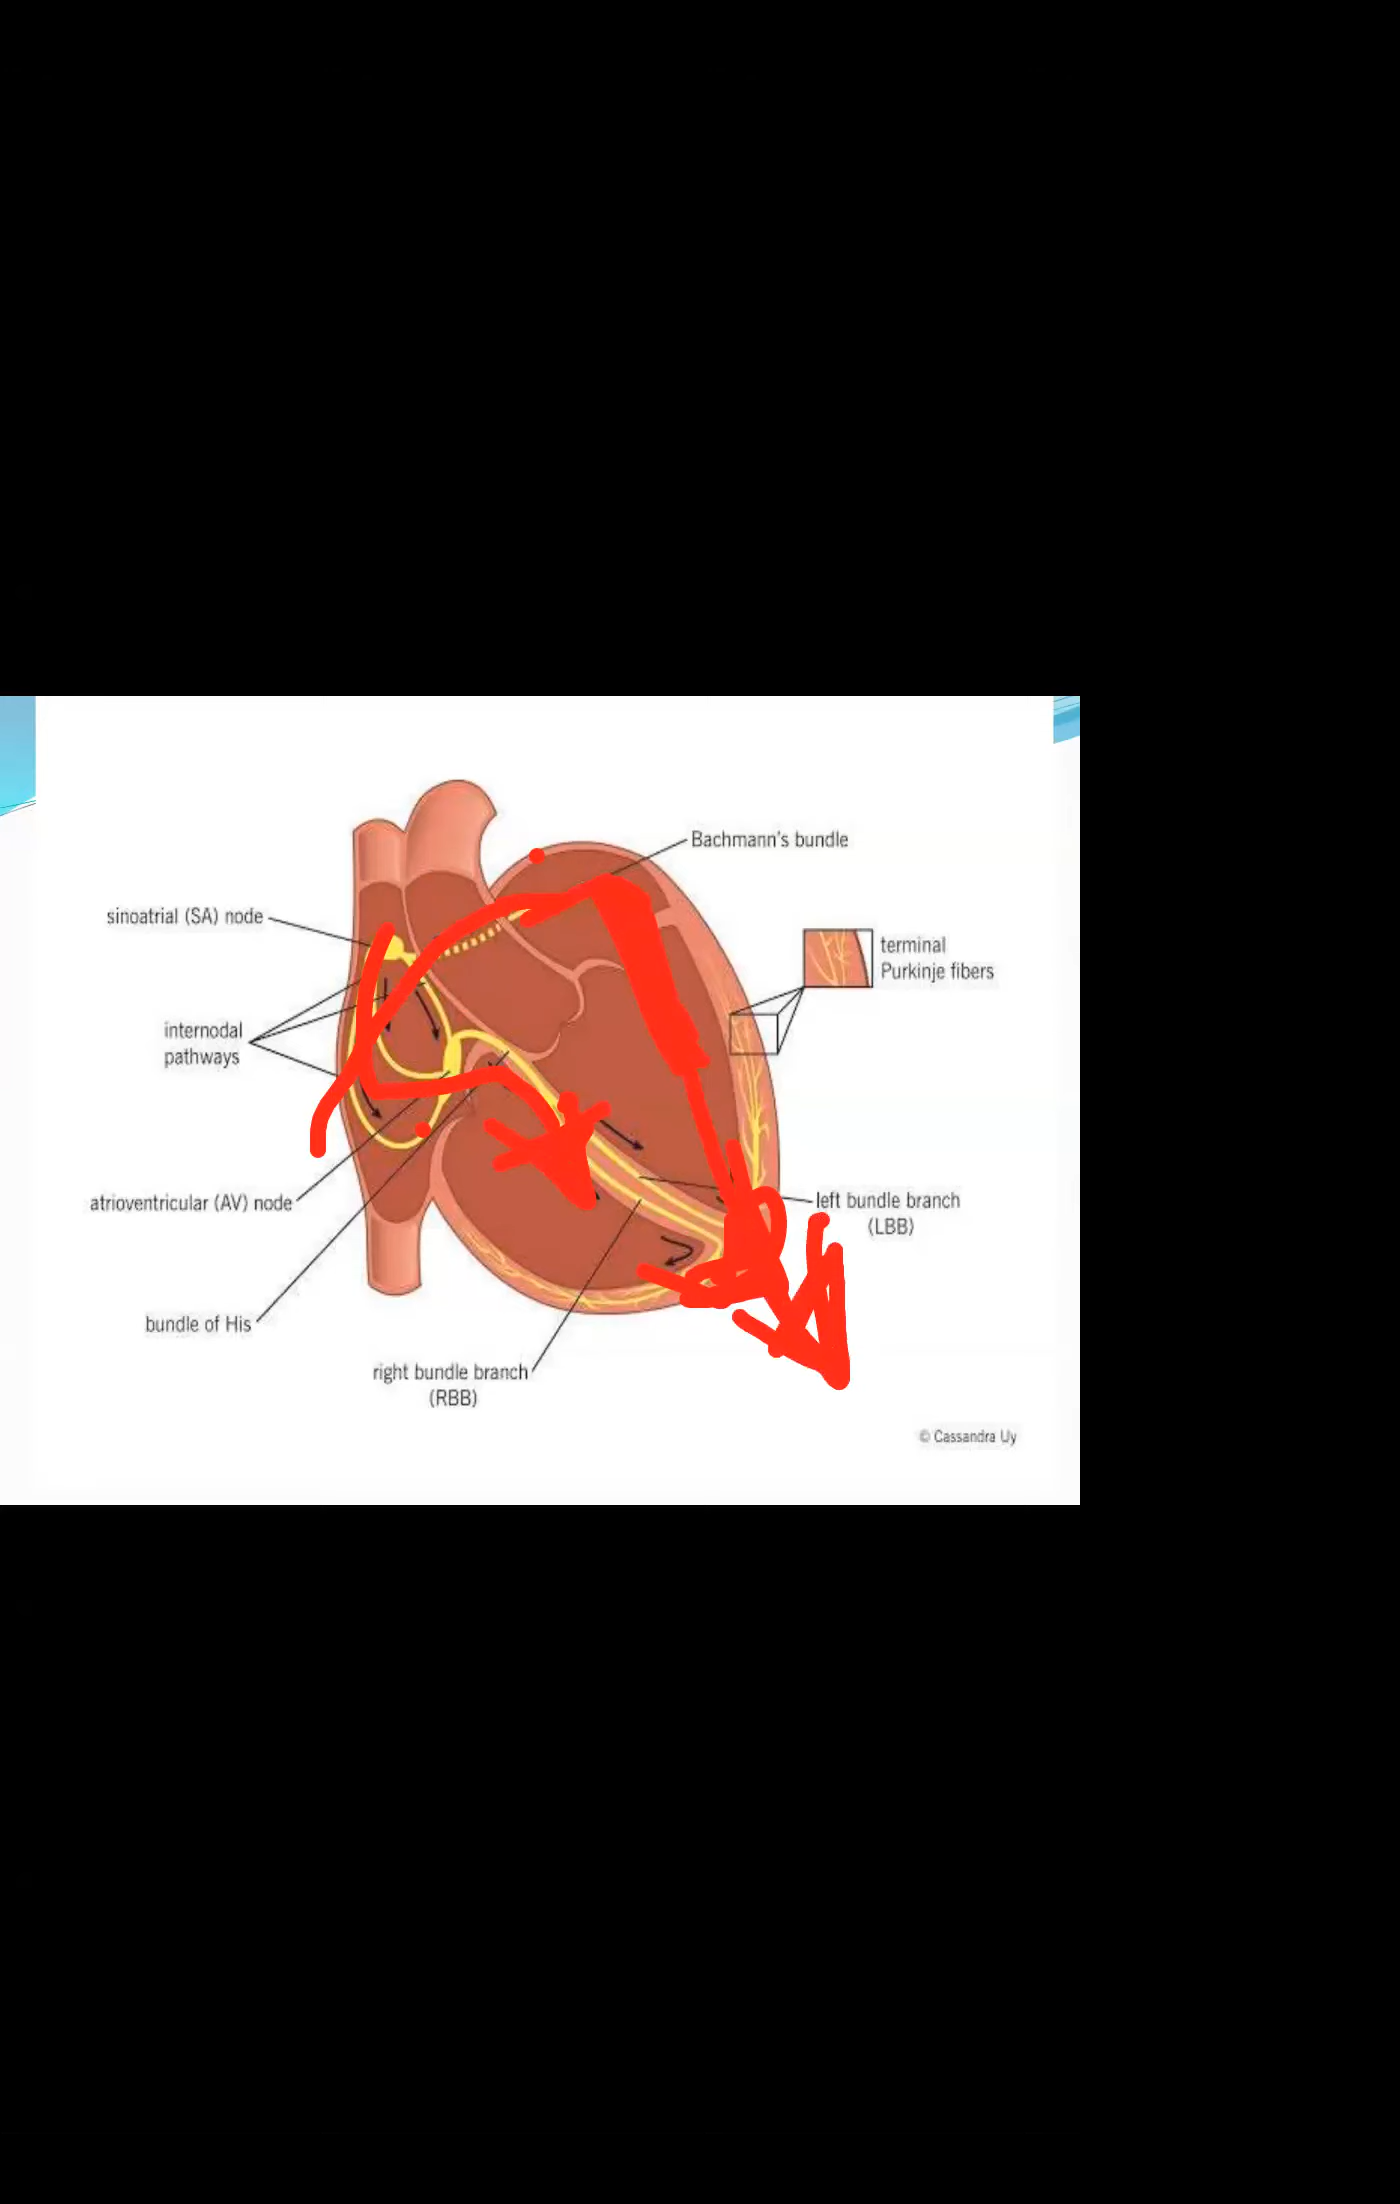 Bachmann's bundle
sinoatrial (SA) node
terminal
Purkinje fibers
internodal
pathways
atrioventricular (AV) node
left bundle branch
(LBB)
bundle of His
right bundle branch
(RBB)
© Cassandra Uy